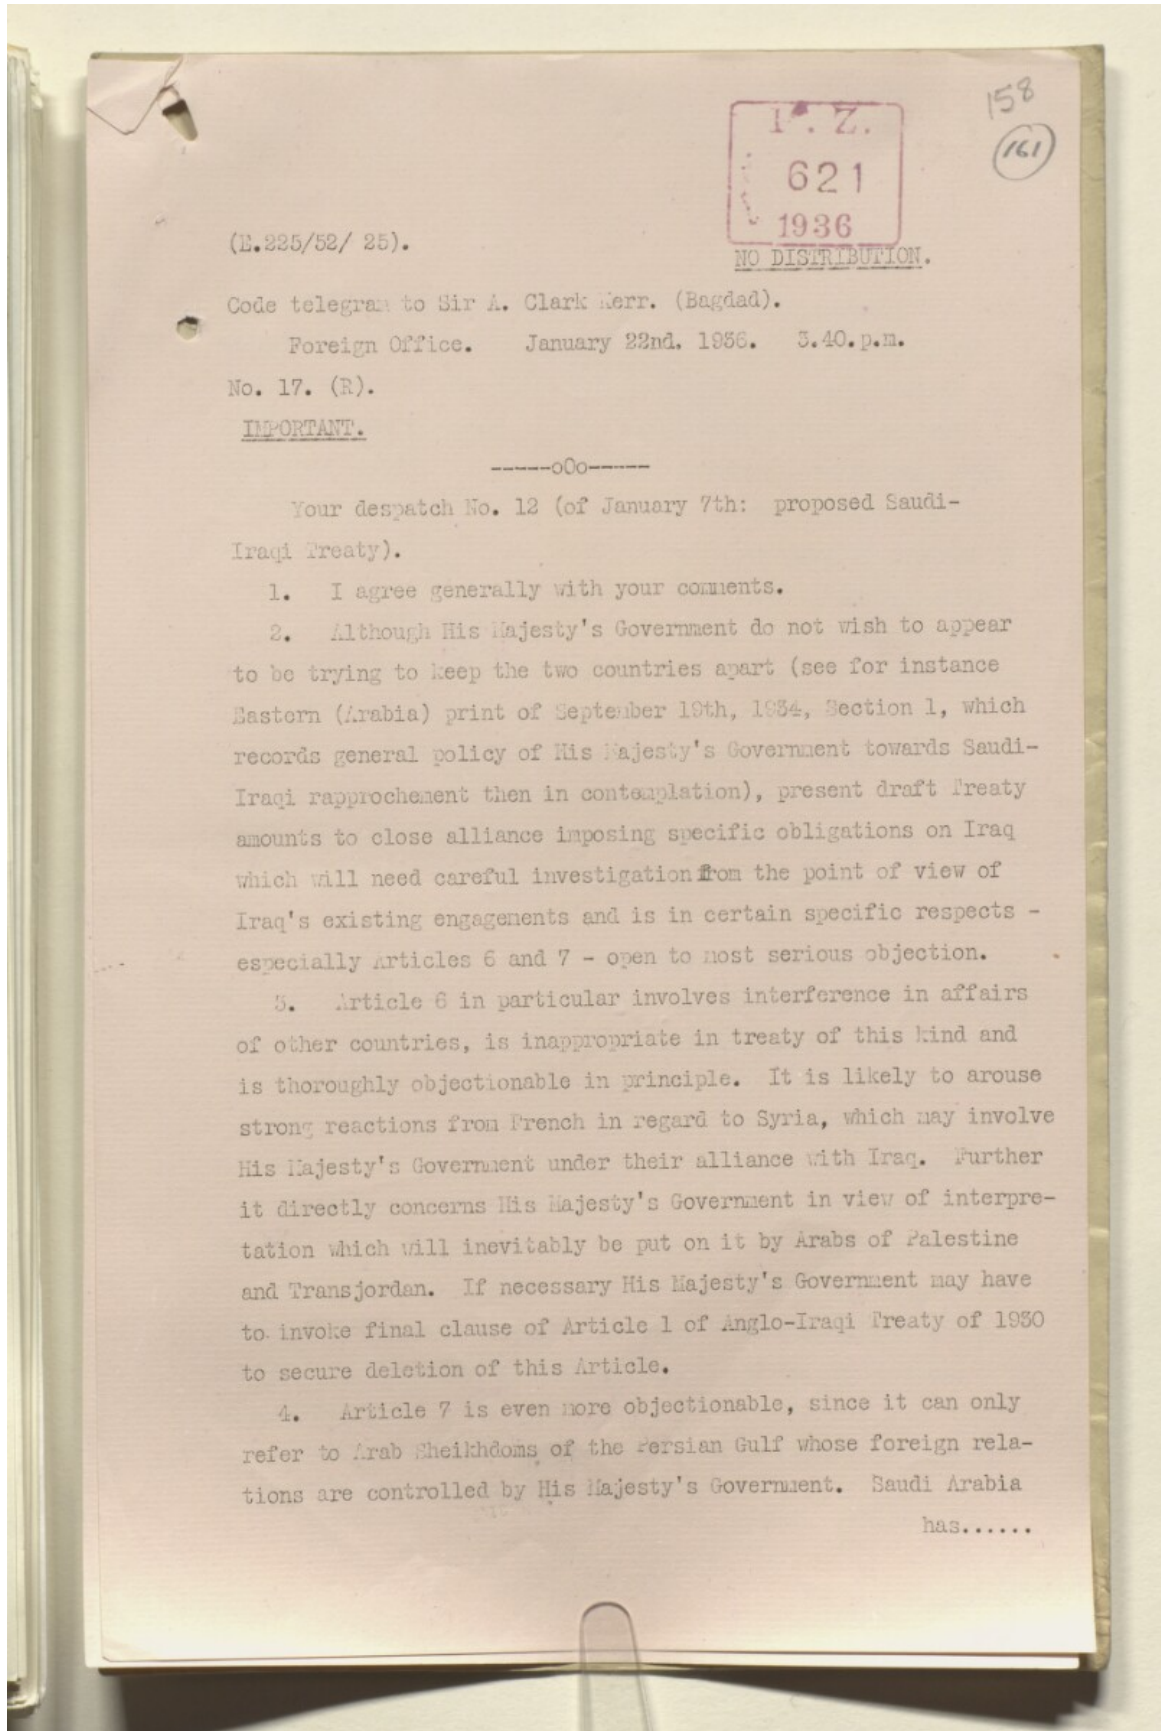 158
161
P. Z.
621
1936
(E.225/52/ 25).
NO DISTRIBUTION.
Code telegram to Sir A. Clark Kerr. (Bagdad).
Foreign Office. January 22nd. 1936. 3.40.p.m.
No. 17. (R).
IMPORTANT.
-----oOo-----
Your despatch No. 12 (of January 7th: proposed Saudi-
Iraqi Treaty).
1. I agree generally with your comments.
2. Although His Majesty's Government do not wish to appear
to be trying to keep the two countries apart (see for instance
Eastern (Arabia) print of September 19th, 1934, Section 1, which
records general policy of His Majesty's Government towards Saudi-
Iraqi rapprochement then in contemplation), present draft Treaty
amounts to close alliance imposing specific obligations on Iraq
which will need careful investigation from the point of view of
Iraq's existing engagements and is in certain specific respects -
especially Articles 6 and 7 - open to most serious objection.
3. Article 6 in particular involves interference in affairs
of other countries, is inappropriate in treaty of this kind and
is thoroughly objectionable in principle. It is likely to arouse
strong reactions from French in regard to Syria, which may involve
His Majesty's Government under their alliance with Iraq. Further
it directly concerns His Majesty's Government in view of interpre-
tation which will inevitably be put on it by Arabs of Palestine
and Transjordan. If necessary His Majesty's Government may have
to invoke final clause of Article 1 of Anglo-Iraqi Treaty of 1930
to secure deletion of this Article.
4. Article 7 is even more objectionable, since it can only
refer to Arab Sheikhdoms of the Persian Gulf whose foreign rela-
tions are controlled by His Majesty's Government. Saudi Arabia
has......